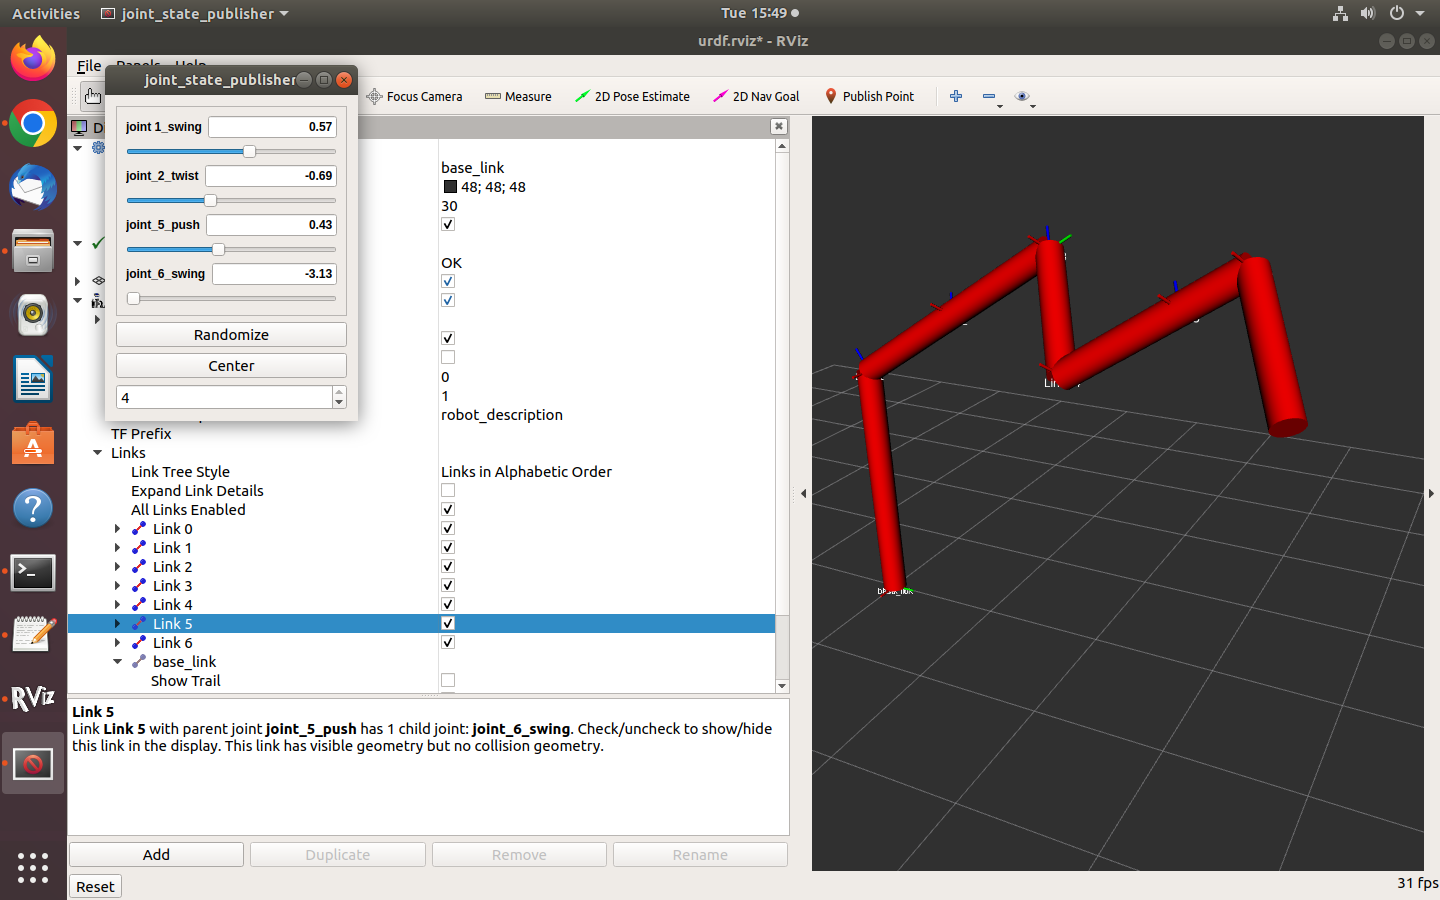 Activities joint_state_publisher Tue 15:49
urdf.rviz* - RViz
File Panels Help
joint_state_publisher
Focus Camera Measure 2D Pose Estimate 2D Nav Goal Publish Point
D
joint 1_swing 0.57
joint_2_twist -0.69
joint_5_push 0.43
joint_6_swing -3.13
Randomize
Center
4
base_link
48; 48; 48
30
OK
0
1
robot_description
TF Prefix
Links
Link Tree Style Links in Alphabetic Order
Expand Link Details
All Links Enabled
Link 0
Link 1
Link 2
Link 3
Link 4
Link 5
Link 6
base_link
Show Trail
Link 5
Link Link 5 with parent joint joint_5_push has 1 child joint: joint_6_swing. Check/uncheck to show/hide
this link in the display. This link has visible geometry but no collision geometry.
Add Duplicate Remove Rename
Reset
31 fps
RViz